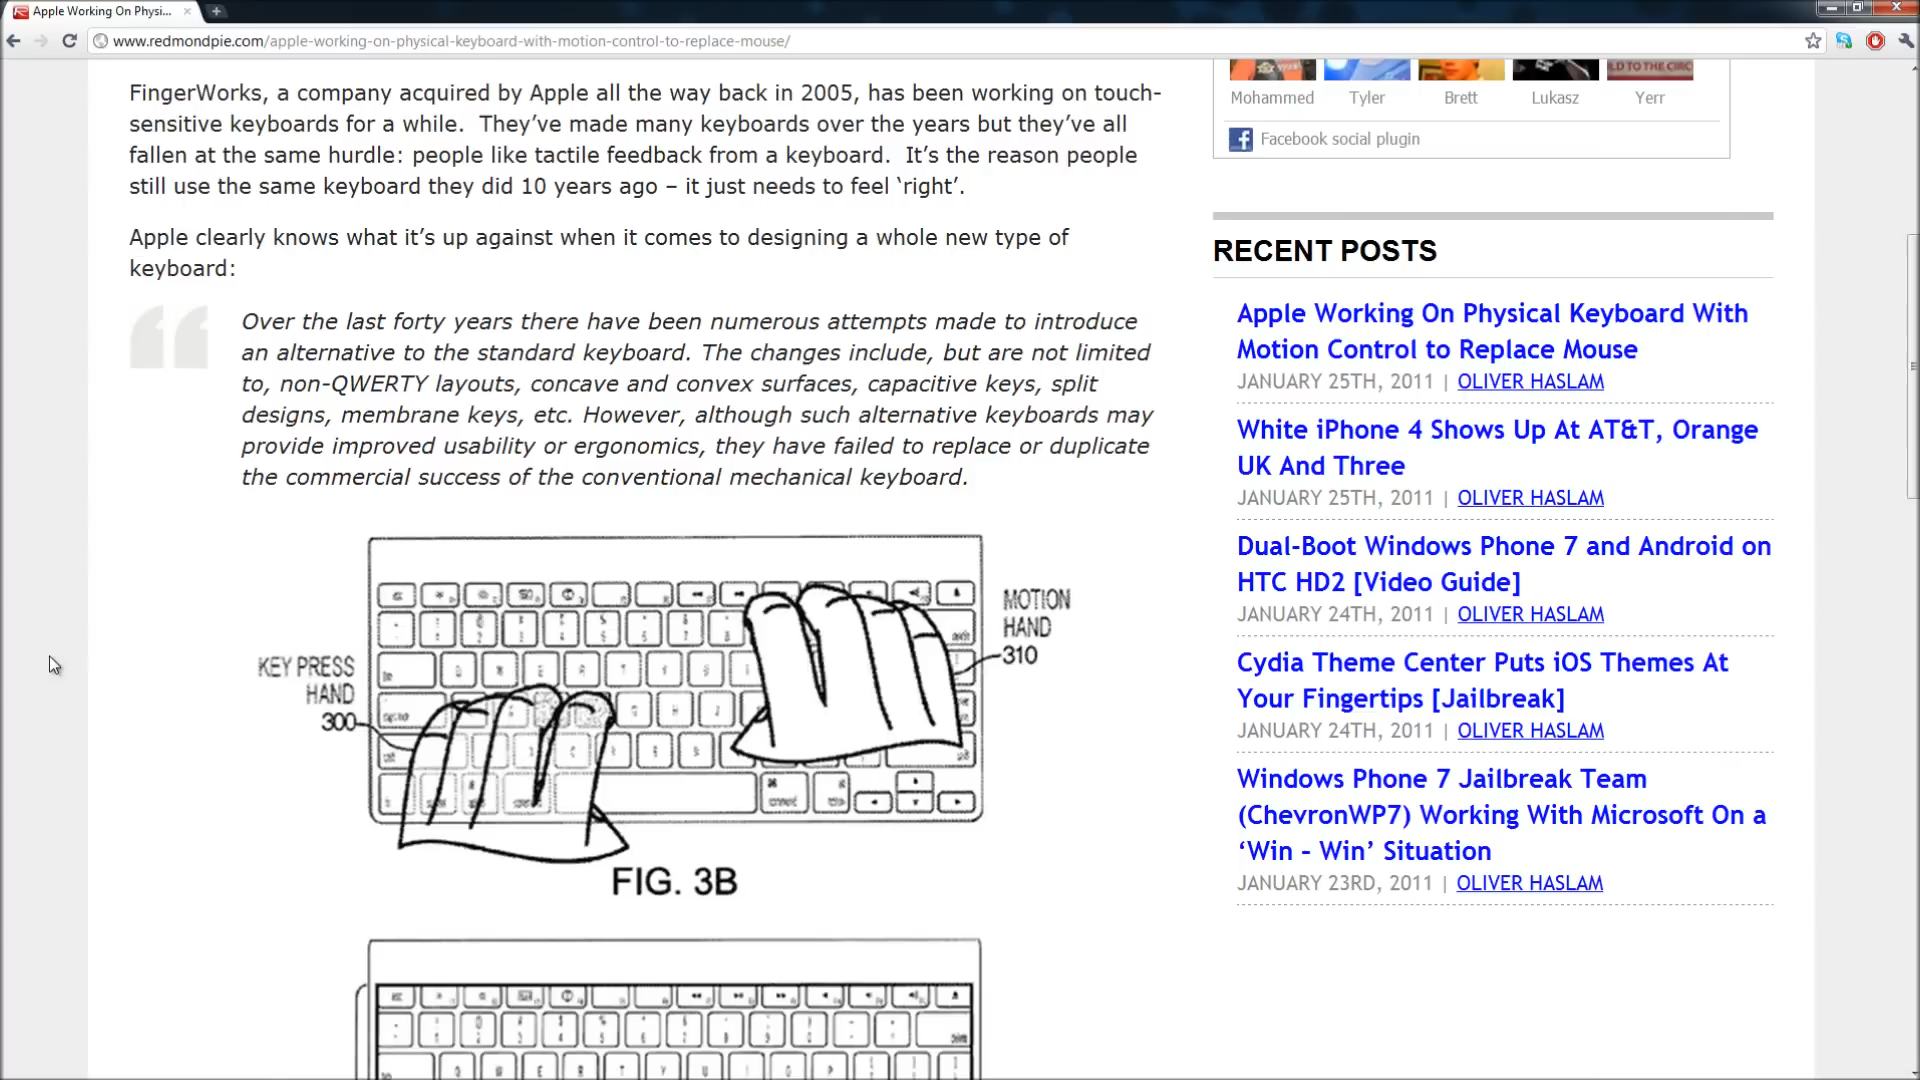 Apple Working On Physi...
www.redmondpie.com/apple-working-on-physical-keyboard-with-motion-control-to-replace-mouse/
FingerWorks, a company acquired by Apple all the way back in 2005, has been working on touch-
sensitive keyboards for a while.  They’ve made many keyboards over the years but they’ve all
fallen at the same hurdle: people like tactile feedback from a keyboard.  It’s the reason people
still use the same keyboard they did 10 years ago – it just needs to feel ‘right’.
Apple clearly knows what it’s up against when it comes to designing a whole new type of
keyboard:
Over the last forty years there have been numerous attempts made to introduce
an alternative to the standard keyboard. The changes include, but are not limited
to, non-QWERTY layouts, concave and convex surfaces, capacitive keys, split
designs, membrane keys, etc. However, although such alternative keyboards may
provide improved usability or ergonomics, they have failed to replace or duplicate
the commercial success of the conventional mechanical keyboard.
MOTION
HAND
310
KEY PRESS
HAND
300
FIG. 3B
LD TO THE CIRC
Mohammed Tyler Brett Lukasz Yerr
Facebook social plugin
RECENT POSTS
Apple Working On Physical Keyboard With
Motion Control to Replace Mouse
JANUARY 25TH, 2011 | OLIVER HASLAM
White iPhone 4 Shows Up At AT&T, Orange
UK And Three
JANUARY 25TH, 2011 | OLIVER HASLAM
Dual-Boot Windows Phone 7 and Android on
HTC HD2 [Video Guide]
JANUARY 24TH, 2011 | OLIVER HASLAM
Cydia Theme Center Puts iOS Themes At
Your Fingertips [Jailbreak]
JANUARY 24TH, 2011 | OLIVER HASLAM
Windows Phone 7 Jailbreak Team
(ChevronWP7) Working With Microsoft On a
‘Win – Win’ Situation
JANUARY 23RD, 2011 | OLIVER HASLAM